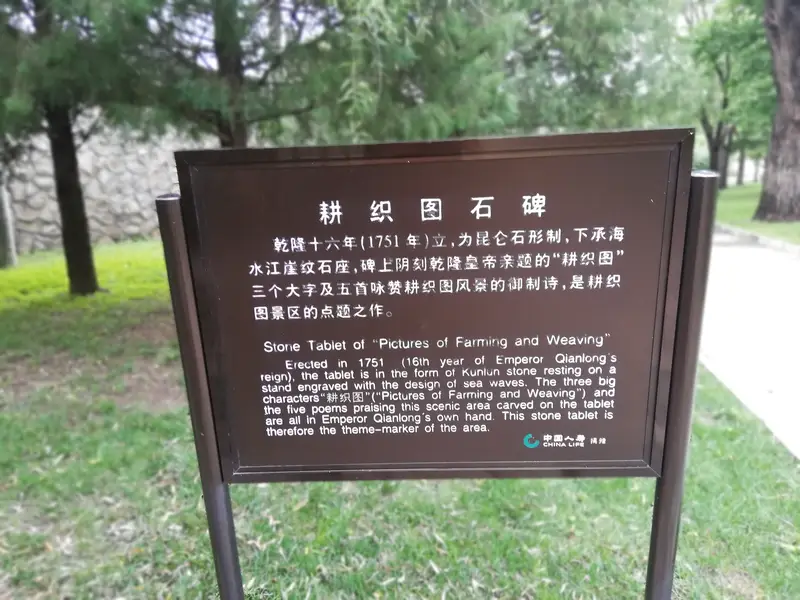 耕织图石碑
乾隆十六年(1751年)立,为昆仑石形制,下承海
水江崖纹石座,碑上阴刻乾隆皇帝亲题的“耕织图”
三个大字及五首咏赞耕织图风景的御制诗,是耕织
图景区的点题之作。
Stone Tablet of "Pictures of Farming and Weaving"
Erected in 1751 (16th year of Emperor Qianlong's
reign), the tablet is in the form of Kunlun stone resting on a
stand engraved with the design of sea waves. The three big
characters"耕织图"("Pictures of Farming and Weaving") and
the five poems praising this scenic area carved on the tablet
are all in Emperor Qianlong's own hand. This stone tablet is
therefore the theme-marker of the area.
中国人寿 捐赠
CHINA LIFE